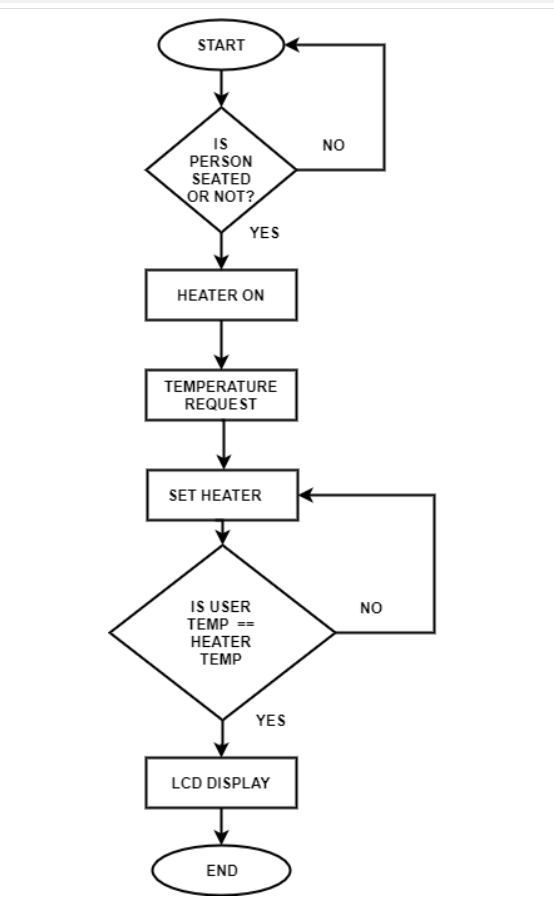 START
IS
PERSON
SEATED
OR NOT?
NO
YES
HEATER ON
TEMPERATURE
REQUEST
SET HEATER
IS USER
TEMP ==
HEATER
TEMP
NO
YES
LCD DISPLAY
END